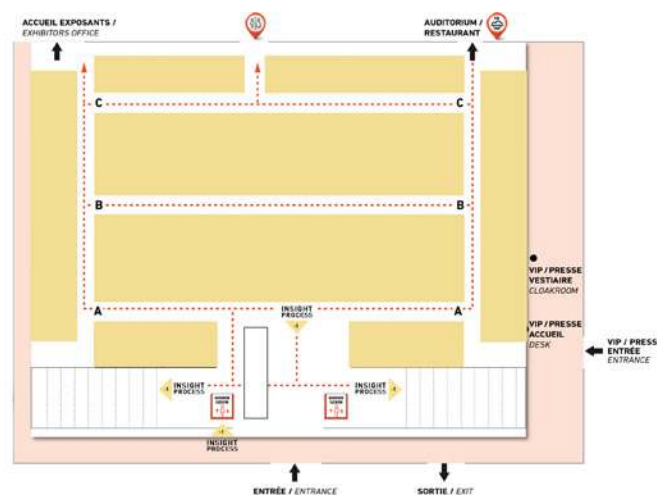 ACCUEIL EXPOSANTS /
EXHIBITORS OFFICE
AUDITORIUM /
RESTAURANT
C
C
B
B
VIP / PRESSE
VESTIAIRE
CLOAKROOM
A
INSIGHT
PROCESS
A
VIP / PRESSE
ACCUEIL
DESK
VIP / PRESS
ENTRÉE
ENTRANCE
INSIGHT
PROCESS
INSIGHT
PROCESS
INSIGHT
PROCESS
ENTRÉE / ENTRANCE
SORTIE / EXIT